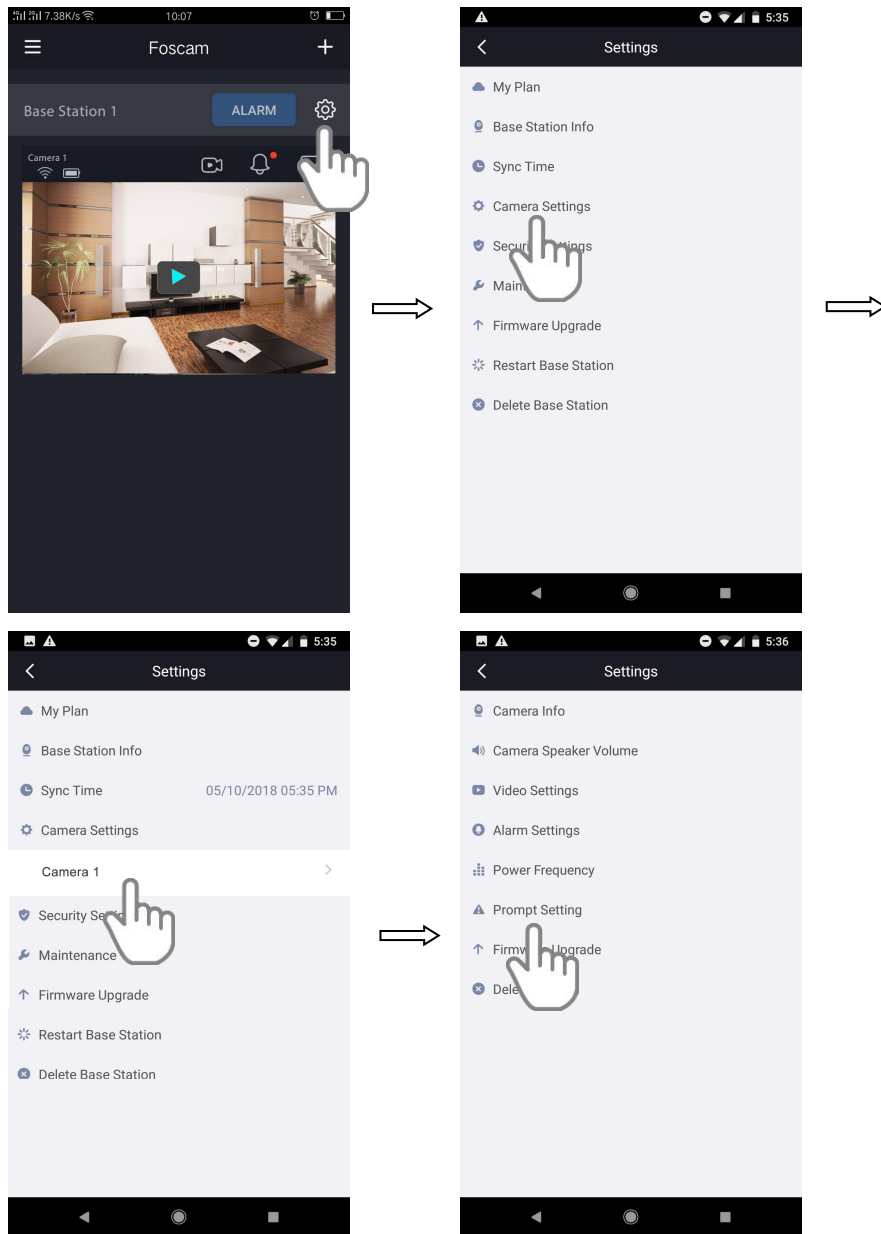 7.38K/s
10:07
Foscam
Base Station 1
ALARM
Camera 1
5:35
Settings
My Plan
Base Station Info
Sync Time
Camera Settings
Firmware Upgrade
Restart Base Station
Delete Base Station
5:35
Settings
My Plan
Base Station Info
Sync Time 05/10/2018 05:35 PM
Camera Settings
Camera 1
Security
Maintenance
Firmware Upgrade
Restart Base Station
Delete Base Station
5:36
Settings
Camera Info
Camera Speaker Volume
Video Settings
Alarm Settings
Power Frequency
Prompt Setting
Upgrade